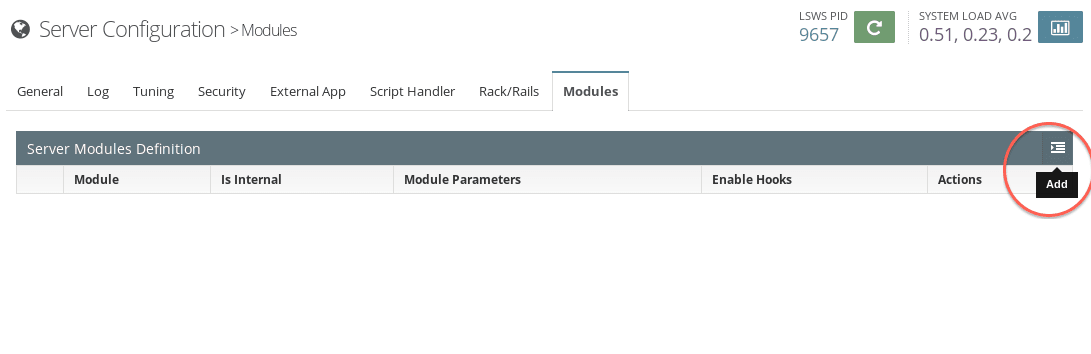 Server Configuration > Modules
LSWS PID
9657
SYSTEM LOAD AVG
0.51, 0.23, 0.2
General Log Tuning Security External App Script Handler Rack/Rails Modules
Server Modules Definition
Module Is Internal Module Parameters Enable Hooks Actions
Add